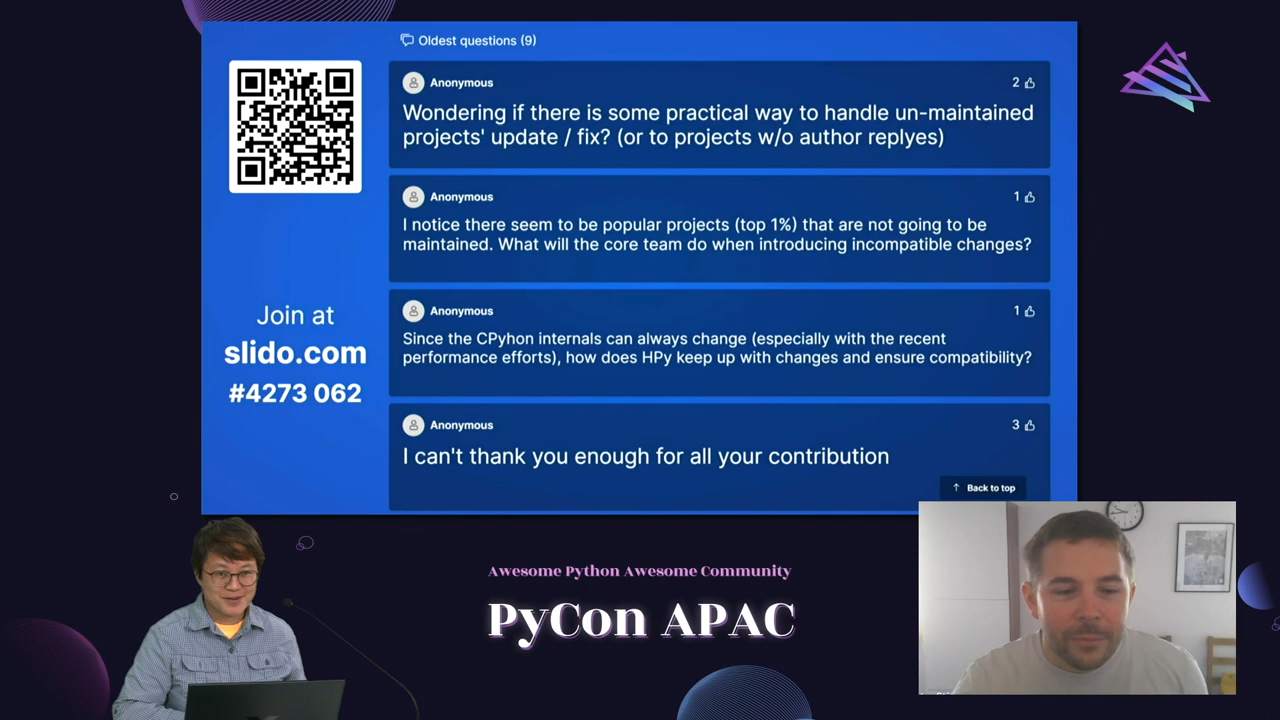 Oldest questions (9)
Anonymous
2
Wondering if there is some practical way to handle un-maintained
projects' update / fix? (or to projects w/o author replyes)
Anonymous
1
I notice there seem to be popular projects (top 1%) that are not going to be
maintained. What will the core team do when introducing incompatible changes?
Anonymous
1
Since the CPyhon internals can always change (especially with the recent
performance efforts), how does HPy keep up with changes and ensure compatibility?
Anonymous
3
I can't thank you enough for all your contribution
Back to top
Join at
slido.com
#4273 062
Awesome Python Awesome Community
PyCon APAC